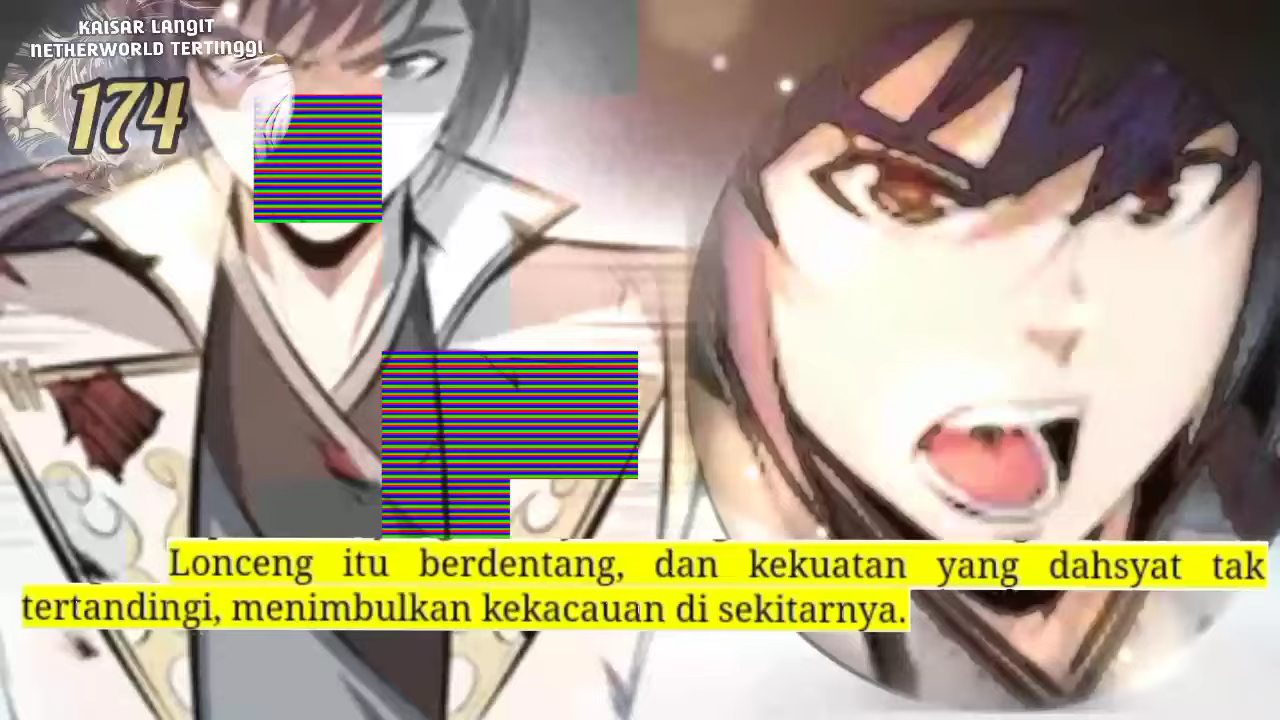 KAISAR LANGIT
NETHERWORLD TERTINGGI
174
Lonceng itu berdentang, dan kekuatan yang dahsyat tak
tertandingi, menimbulkan kekacauan di sekitarnya.